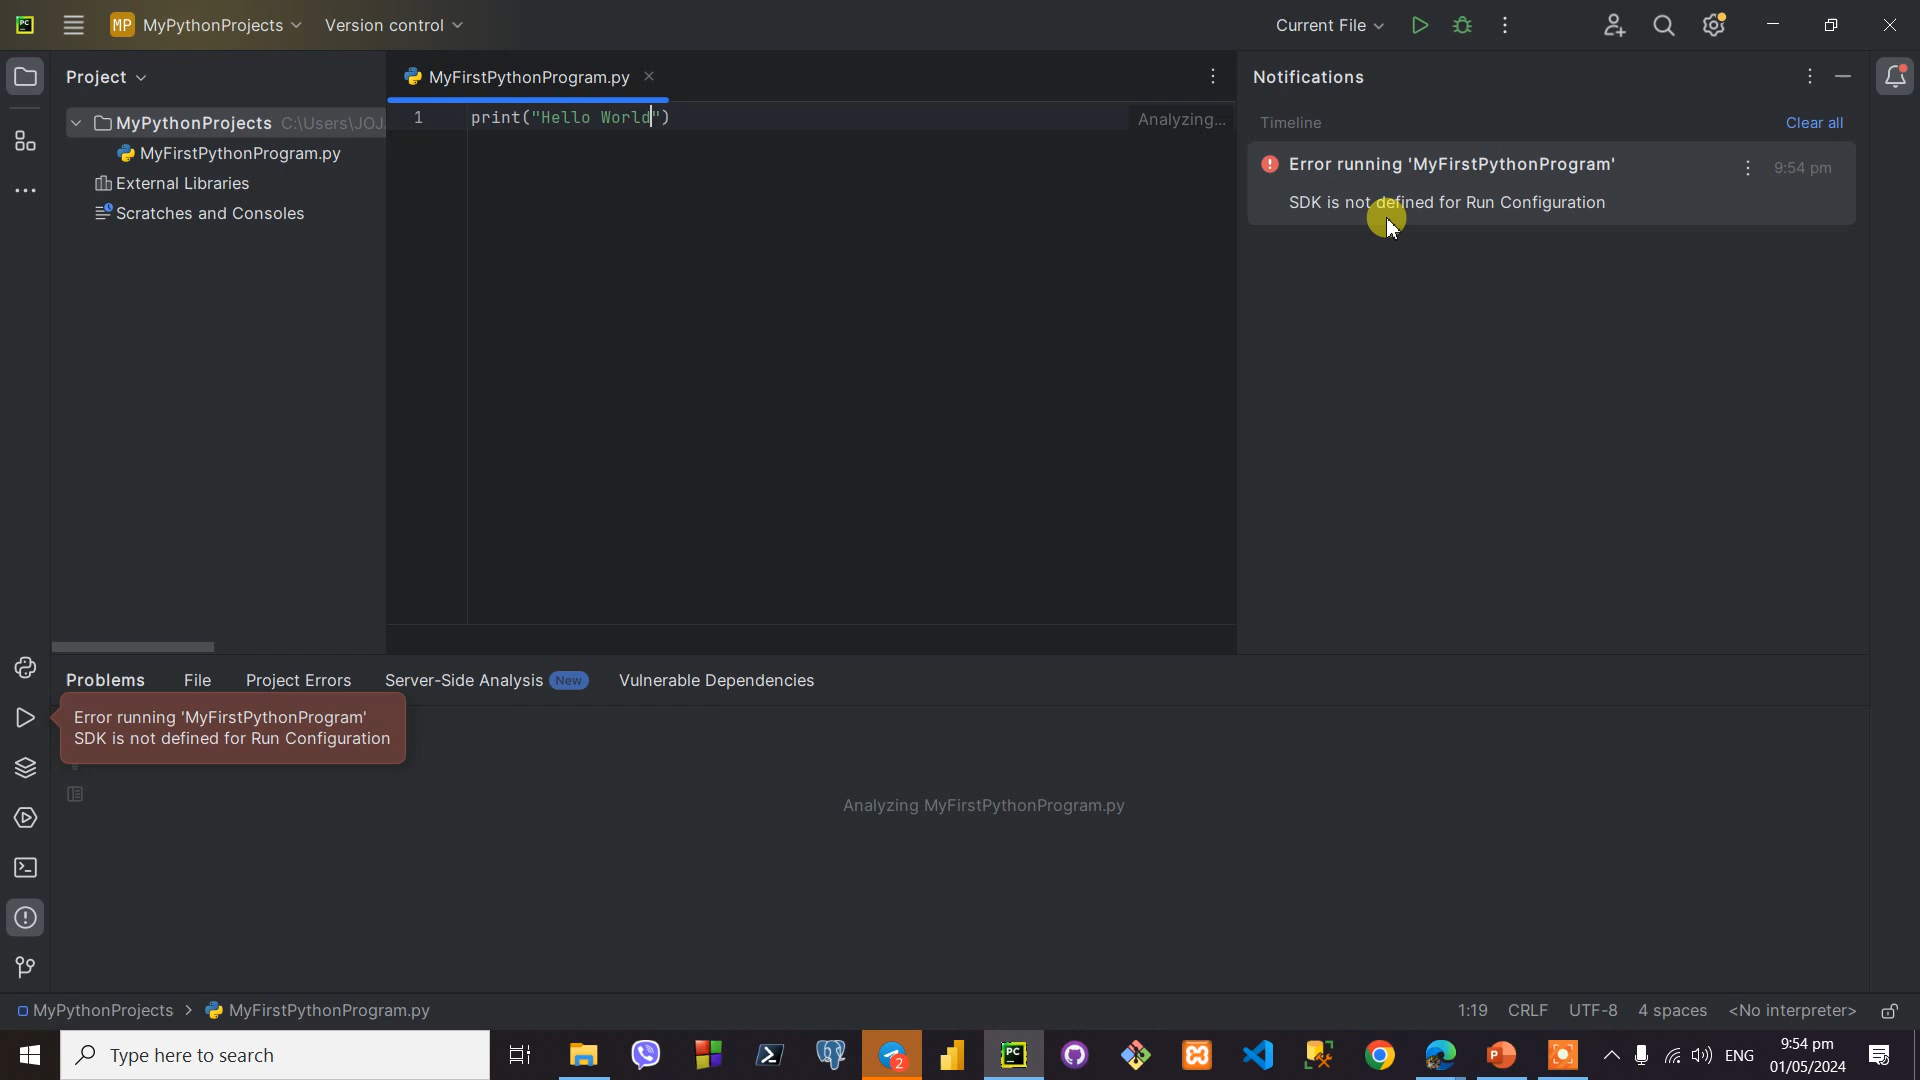 PC
MP MyPythonProjects
Version control
Current File
Project
MyFirstPythonProgram.py
Notifications
MyPythonProjects C:\Users\JOJ
MyFirstPythonProgram.py
External Libraries
Scratches and Consoles
1 print("Hello World")
Analyzing...
Timeline
Clear all
Error running 'MyFirstPythonProgram'
9:54 pm
SDK is not defined for Run Configuration
Problems
File
Project Errors
Server-Side Analysis New
Vulnerable Dependencies
Error running 'MyFirstPythonProgram'
SDK is not defined for Run Configuration
Analyzing MyFirstPythonProgram.py
MyPythonProjects > MyFirstPythonProgram.py
1:19 CRLF UTF-8 4 spaces <No interpreter>
Type here to search
2
PC
ENG
9:54 pm
01/05/2024